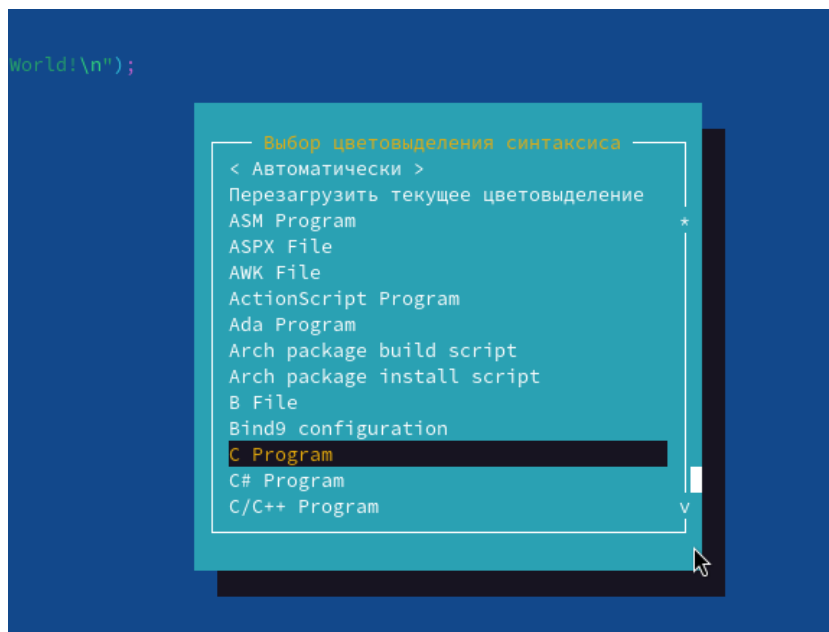 World!\n");
Выбор цветовыделения синтаксиса
< Автоматически >
Перезагрузить текущее цветовыделение
ASM Program
ASPX File
AWK File
ActionScript Program
Ada Program
Arch package build script
Arch package install script
B File
Bind9 configuration
C Program
C# Program
C/C++ Program